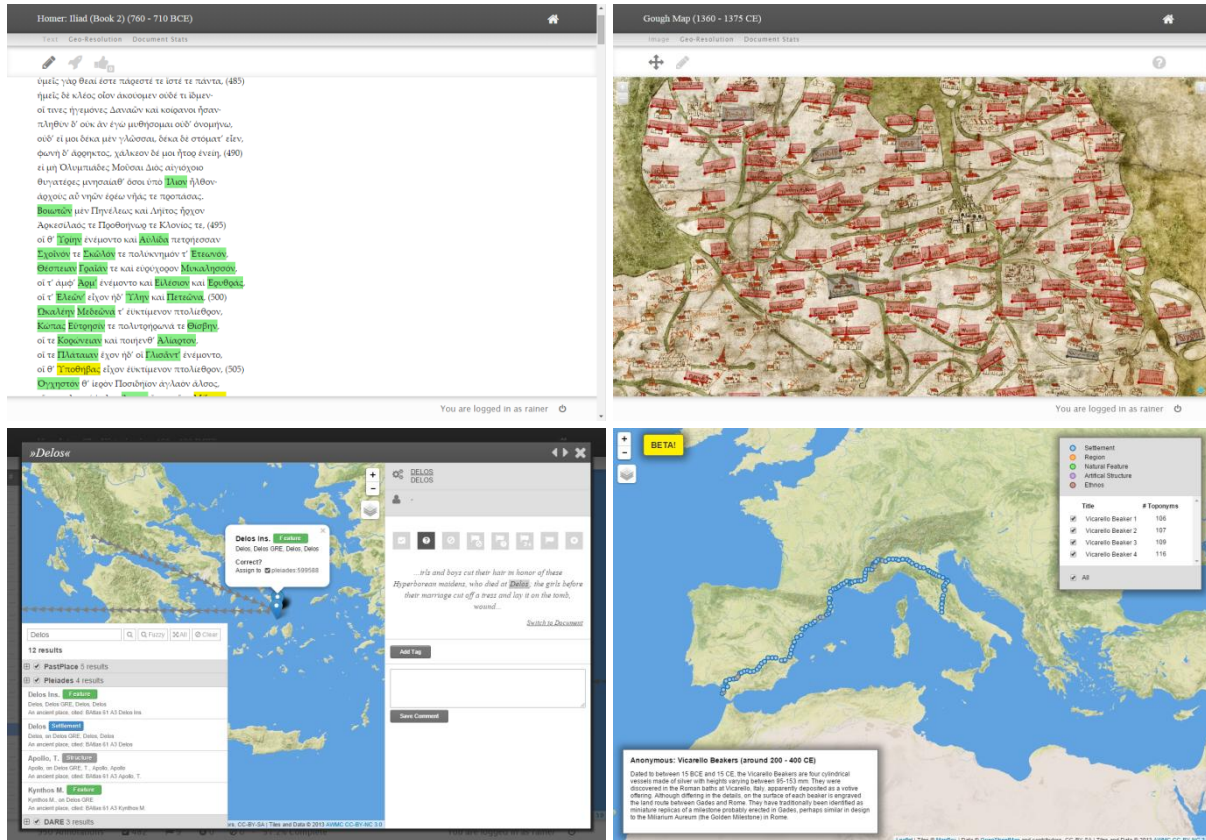 Homer: Iliad (Book 2) (760 - 710 BCE)
Text Geo-Resolution Document Stats
ὑμεῖς γὰρ θεαί ἐστε πάρεστέ τε ἴστέ τε πάντα, (485)
ἡμεῖς δὲ κλέος οἶον ἀκούομεν οὐδέ τι ἴδμεν·
οἵ τινες ἡγεμόνες Δαναῶν καὶ κοίρανοι ἦσαν·
πληθὺν δ' οὐκ ἂν ἐγὼ μυθήσομαι οὐδ' ὀνομήνω,
οὐδ' εἴ μοι δέκα μὲν γλῶσσαι, δέκα δὲ στόματ' εἶεν,
φωνὴ δ' ἄρρηκτος, χάλκεον δέ μοι ἦτορ ἐνείη, (490)
εἰ μὴ Ὀλυμπιάδες Μοῦσαι Διὸς αἰγιόχοιο
θυγατέρες μνησαίαθ' ὅσοι ὑπὸ Ἴλιον ἦλθον·
ἀρχοὺς αὖ νηῶν ἐρέω νῆάς τε προπάσας.
Βοιωτῶν μὲν Πηνέλεως καὶ Λήϊτος ἦρχον
Ἀρκεσίλαός τε Προθοήνωρ τε Κλονίος τε, (495)
οἵ θ' Ὑρίην ἐνέμοντο καὶ Αὐλίδα πετρήεσσαν
Σχοῖνόν τε Σκῶλόν τε πολύκνημόν τ' Ἐτεωνόν,
Θέσπειαν Γραῖάν τε καὶ εὐρύχορον Μυκαλησσόν,
οἵ τ' ἀμφ' Ἅρμ' ἐνέμοντο καὶ Εἰλέσιον καὶ Ἐρυθράς,
οἵ τ' Ἐλεῶν' εἶχον ἠδ' Ὕλην καὶ Πετεῶνα, (500)
Ὠκαλέην Μεδεῶνά τ' ἐϋκτίμενον πτολίεθρον,
Κώπας Εὔτρησίν τε πολυτρήρωνά τε Θίσβην,
οἵ τε Κορώνειαν καὶ ποιήενθ' Ἁλίαρτον,
οἵ τε Πλάταιαν ἔχον ἠδ' οἳ Γλισᾶντ' ἐνέμοντο,
οἵ θ' Ὑποθήβας εἶχον ἐϋκτίμενον πτολίεθρον, (505)
Ὀγχηστόν θ' ἱερὸν Ποσιδήϊον ἀγλαὸν ἄλσος,
You are logged in as rainer
Gough Map (1360 - 1375 CE)
Image Geo-Resolution Document Stats
You are logged in as rainer
»Delos«
Delos Ins. Feature
Delos, Delos GRE, Delos, Delos
Correct?
Assign to pleiades:599588
Delos
Fuzzy All Clear
12 results
PastPlace 5 results
Pleiades 4 results
Delos Ins. Feature
Delos, Delos GRE, Delos, Delos
An ancient place, cited: BAtlas 61 A3 Delos Ins
Delos Settlement
Delos, on Delos GRE, Delos, Delos
An ancient place, cited: BAtlas 61 A3 Delos
Apollo, T. Structure
Apollo, on Delos GRE, T., Apollo, Apollo
An ancient place, cited: BAtlas 61 A3 Apollo, T.
Kynthos M. Feature
Kynthos M., on Delos GRE
An ancient place, cited: BAtlas 61 A3 Kynthos M.
DARE 3 results
DELOS
DELOS
...irls and boys cut their hair in honor of these
Hyperborean maidens, who died at Delos, the girls before
their marriage cut off a tress and lay it on the tomb,
wound...
Switch to Document
Add Tag
Save Comment
CC-BY-SA | Tiles and Data © 2013 AWMC CC-BY-NC 3.0
BETA!
Settlement
Region
Natural Feature
Artifical Structure
Ethnos
Title # Toponyms
Vicarello Beaker 1 106
Vicarello Beaker 2 107
Vicarello Beaker 3 109
Vicarello Beaker 4 116
All
Anonymous: Vicarello Beakers (around 200 - 400 CE)
Dated to between 15 BCE and 15 CE, the Vicarello Beakers are four cylindrical
vessels made of silver with heights varying between 95-153 mm. They were
discovered in the Roman baths at Vicarello, Italy, apparently deposited as a votive
offering. Although differing in the details, on the surface of each beaker is engraved
the land route between Gades and Rome. They have traditionally been identified as
miniature replicas of a milestone probably erected in Gades, perhaps similar in design
to the Miliarium Aureum (the Golden Milestone) in Rome.